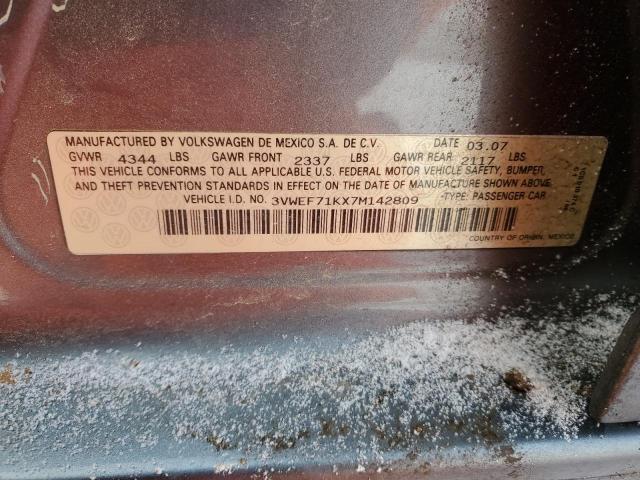 MANUFACTURED BY VOLKSWAGEN DE MEXICO S.A. DE C.V. DATE 03.07
GVWR 4344 LBS GAWR FRONT 2337 LBS GAWR REAR 2117 LBS
THIS VEHICLE CONFORMS TO ALL APPLICABLE U.S. FEDERAL MOTOR VEHICLE SAFETY, BUMPER,
AND THEFT PREVENTION STANDARDS IN EFFECT ON THE DATE OF MANUFACTURE SHOWN ABOVE.
VEHICLE I.D. NO. 3VWEF71KX7M142809 -TYPE: PASSENGER CAR
COUNTRY OF ORIGIN, MEXICO